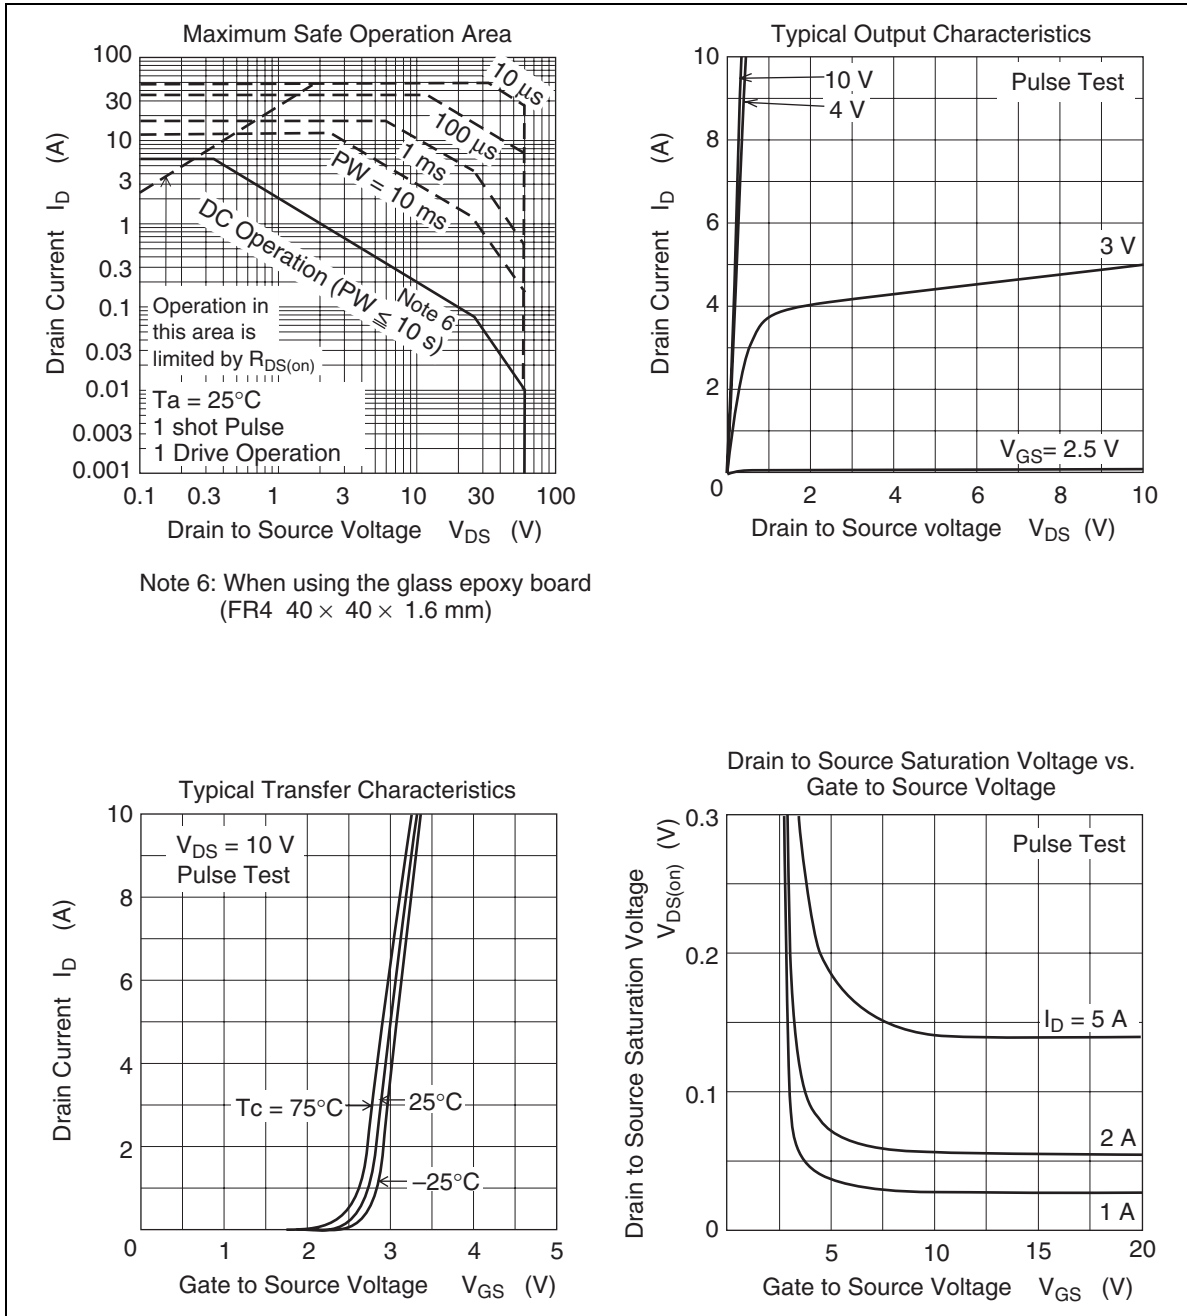 Maximum Safe Operation Area
100
30
10
3
1
0.3
0.1
0.03
0.01
0.003
0.001
Drain Current I_D (A)
10 μs
100 μs
1 ms
PW = 10 ms
DC Operation (PW ≦ 10 s)
Note 6
Operation in
this area is
limited by R_DS(on)
Ta = 25°C
1 shot Pulse
1 Drive Operation
0.1 0.3 1 3 10 30 100
Drain to Source Voltage V_DS (V)
Note 6: When using the glass epoxy board
(FR4 40 × 40 × 1.6 mm)
Typical Output Characteristics
10
8
6
4
2
0
Drain Current I_D (A)
10 V
4 V
Pulse Test
3 V
V_GS = 2.5 V
2 4 6 8 10
Drain to Source voltage V_DS (V)
Typical Transfer Characteristics
10
8
6
4
2
0
Drain Current I_D (A)
V_DS = 10 V
Pulse Test
Tc = 75°C
25°C
–25°C
1 2 3 4 5
Gate to Source Voltage V_GS (V)
Drain to Source Saturation Voltage vs.
Gate to Source Voltage
0.3
0.2
0.1
0
Drain to Source Saturation Voltage
V_DS(on) (V)
Pulse Test
I_D = 5 A
2 A
1 A
5 10 15 20
Gate to Source Voltage V_GS (V)